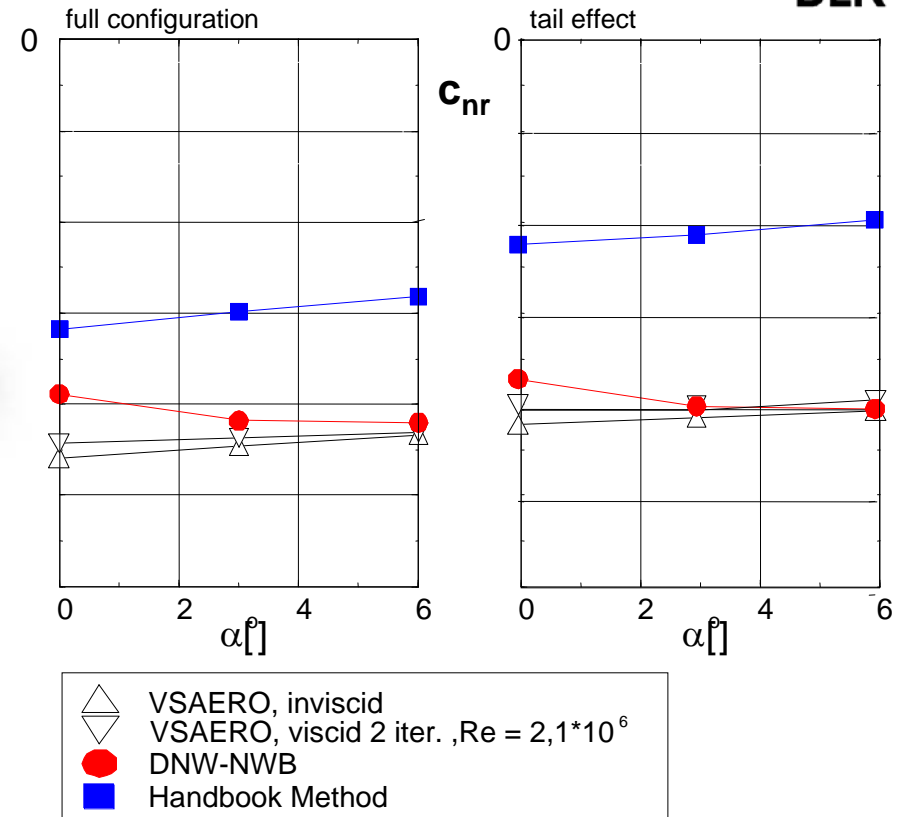 full configuration
tail effect
0
0
c_nr
0 2 4 6
0 2 4 6
α[°]
α[°]
VSAERO, inviscid
VSAERO, viscid 2 iter. ,Re = 2,1*10^6
DNW-NWB
Handbook Method